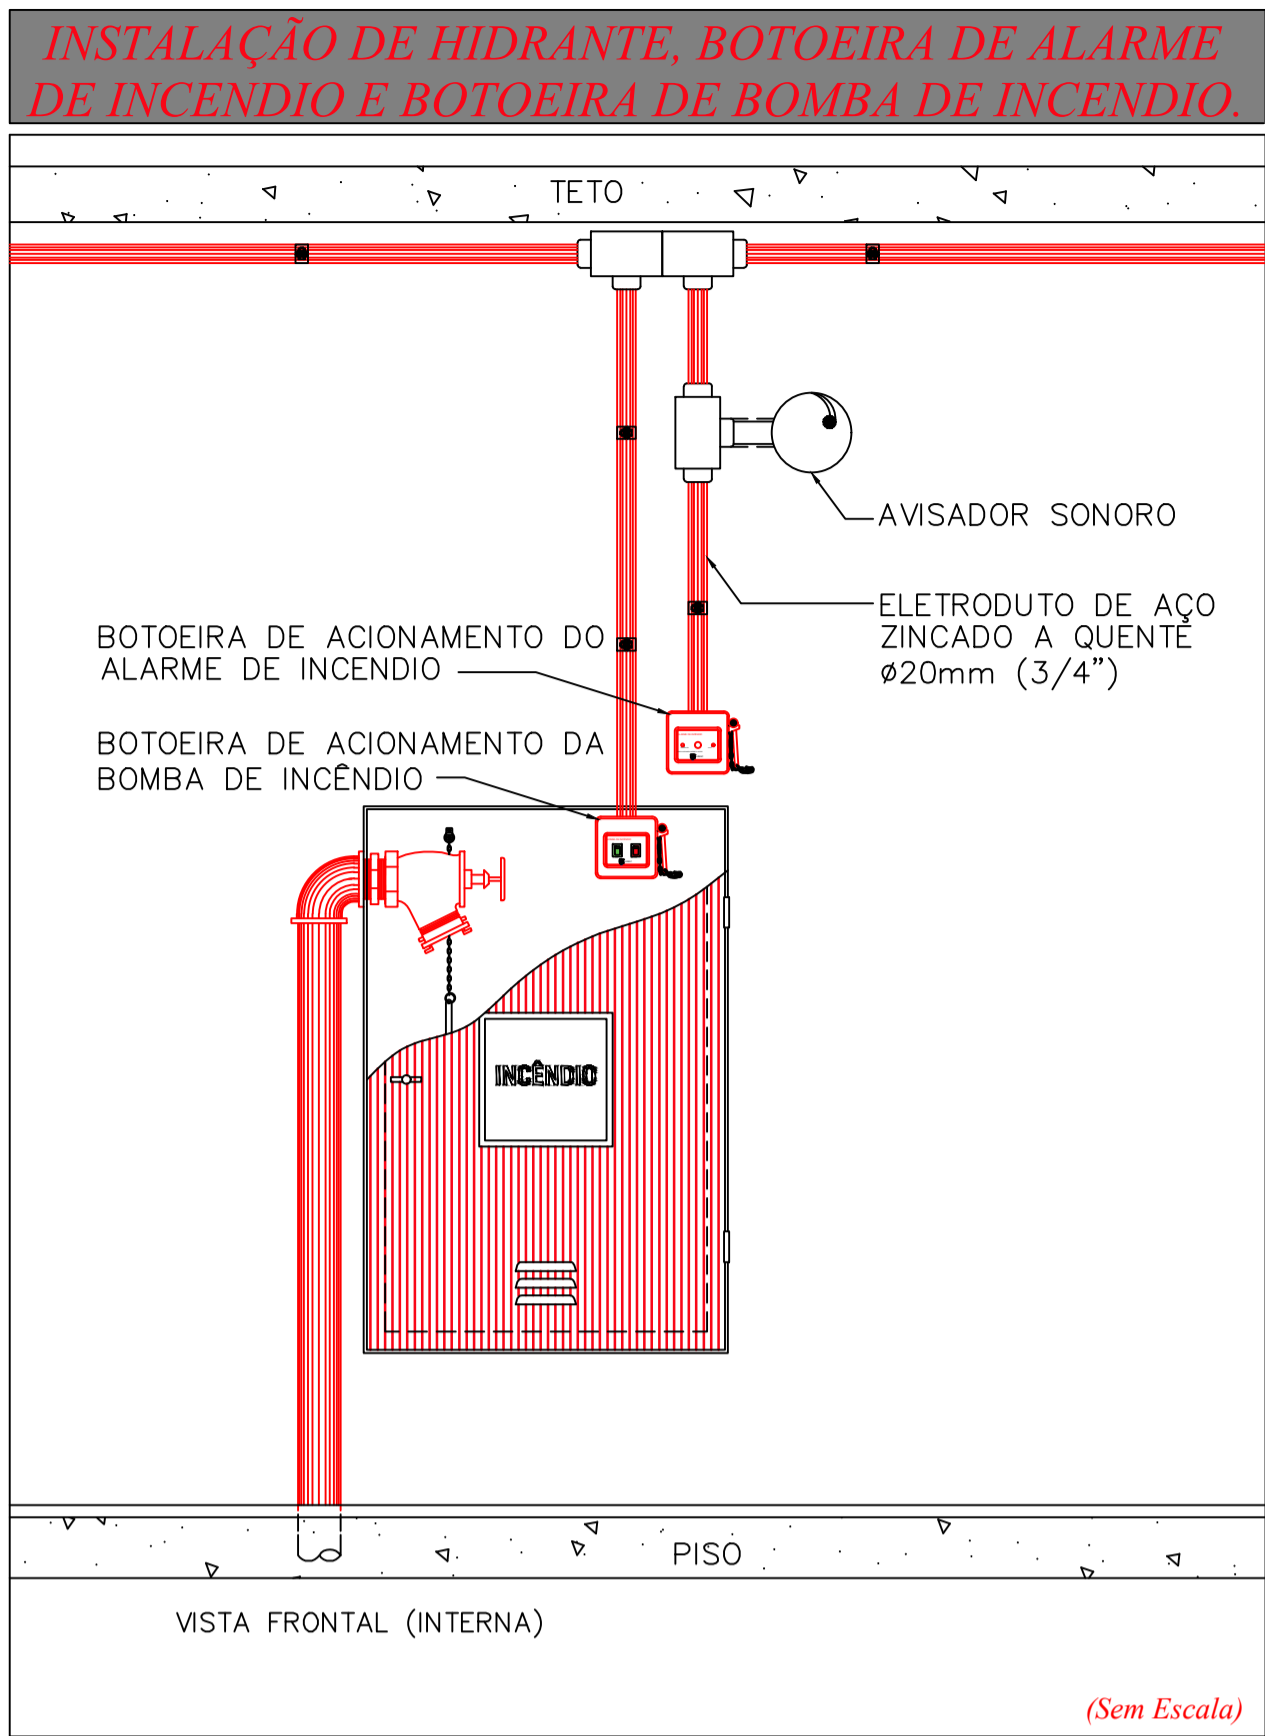 INSTALAÇÃO DE HIDRANTE, BOTOEIRA DE ALARME
DE INCENDIO E BOTOEIRA DE BOMBA DE INCENDIO.
TETO
AVISADOR SONORO
ELETRODUTO DE AÇO
ZINCADO A QUENTE
ø20mm (3/4”)
BOTOEIRA DE ACIONAMENTO DO
ALARME DE INCENDIO
BOTOEIRA DE ACIONAMENTO DA
BOMBA DE INCÊNDIO
INCÊNDIO
PISO
VISTA FRONTAL (INTERNA)
(Sem Escala)